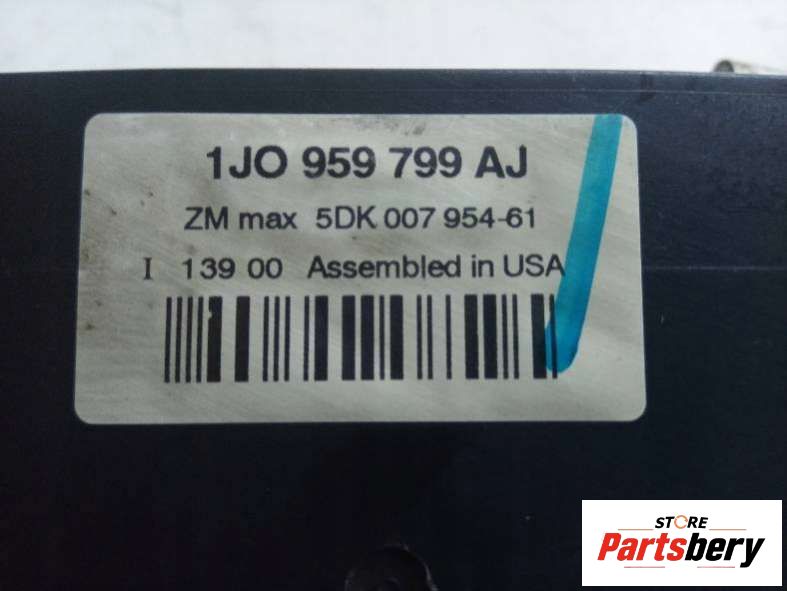 1JO 959 799 AJ
ZM max 5DK 007 954-61
I 139 00 Assembled in USA
STORE
Partsbery